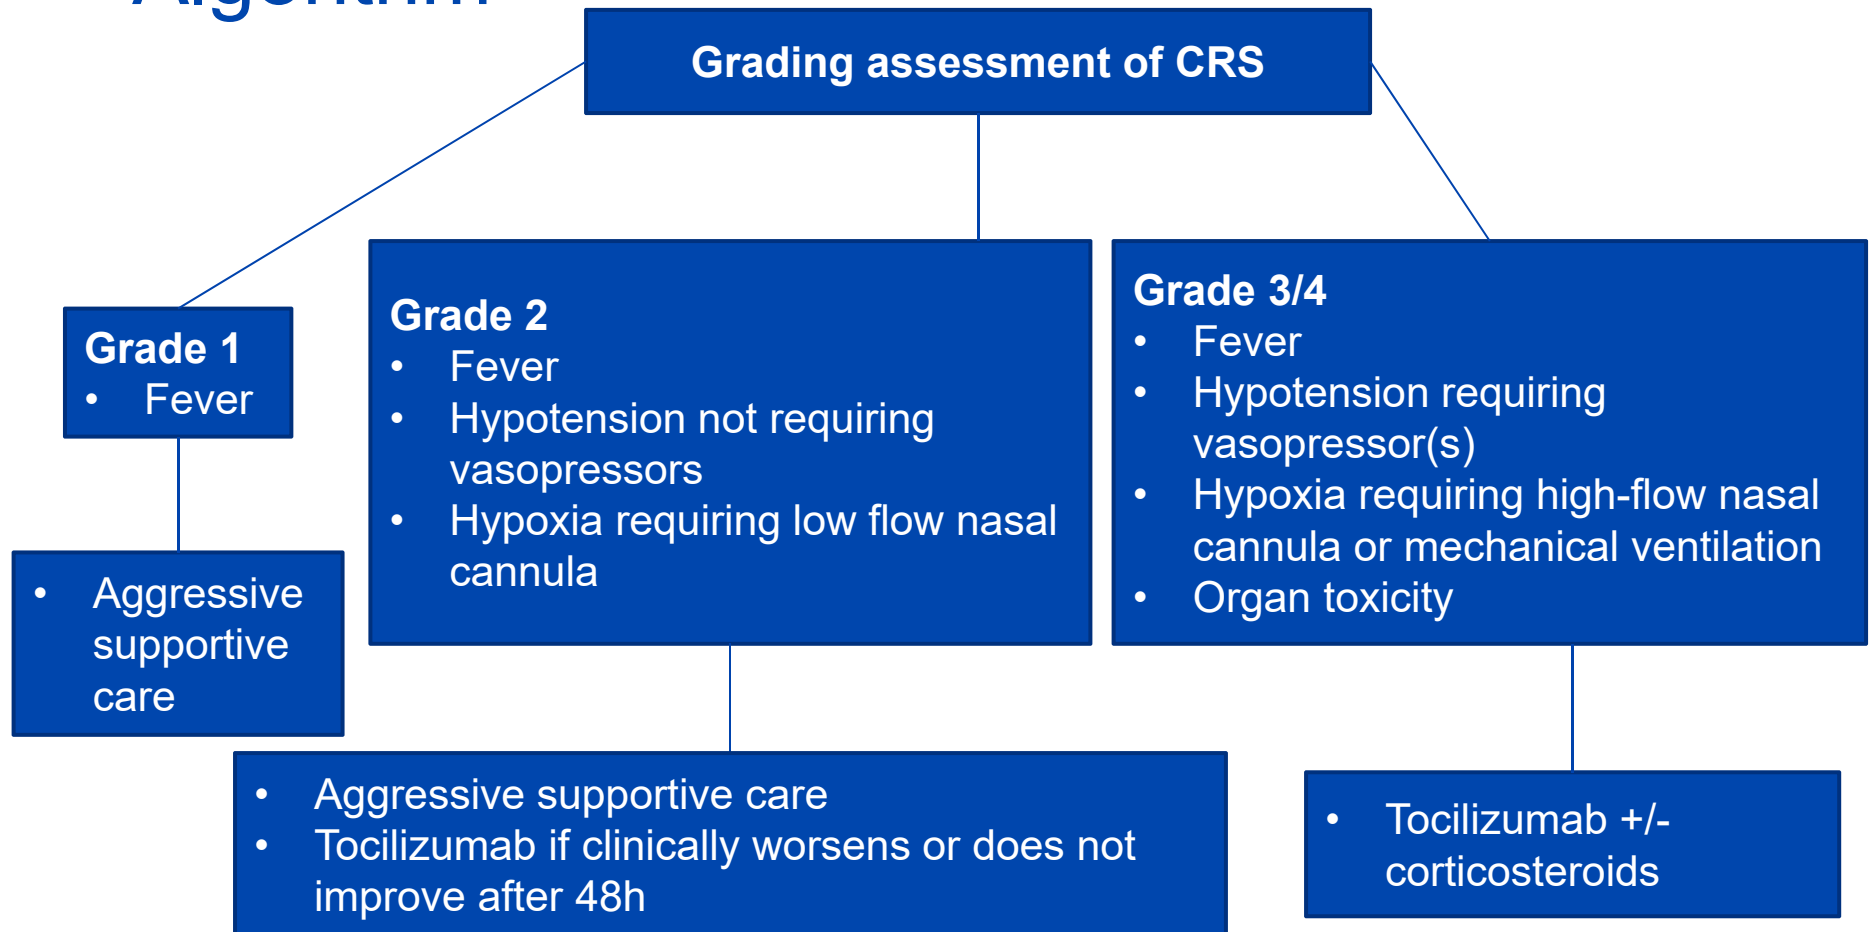 Algorithm
Grading assessment of CRS
Grade 1
• Fever
• Aggressive
supportive
care
Grade 2
• Fever
• Hypotension not requiring
vasopressors
• Hypoxia requiring low flow nasal
cannula
• Aggressive supportive care
• Tocilizumab if clinically worsens or does not
improve after 48h
Grade 3/4
• Fever
• Hypotension requiring
vasopressor(s)
• Hypoxia requiring high-flow nasal
cannula or mechanical ventilation
• Organ toxicity
• Tocilizumab +/-
corticosteroids